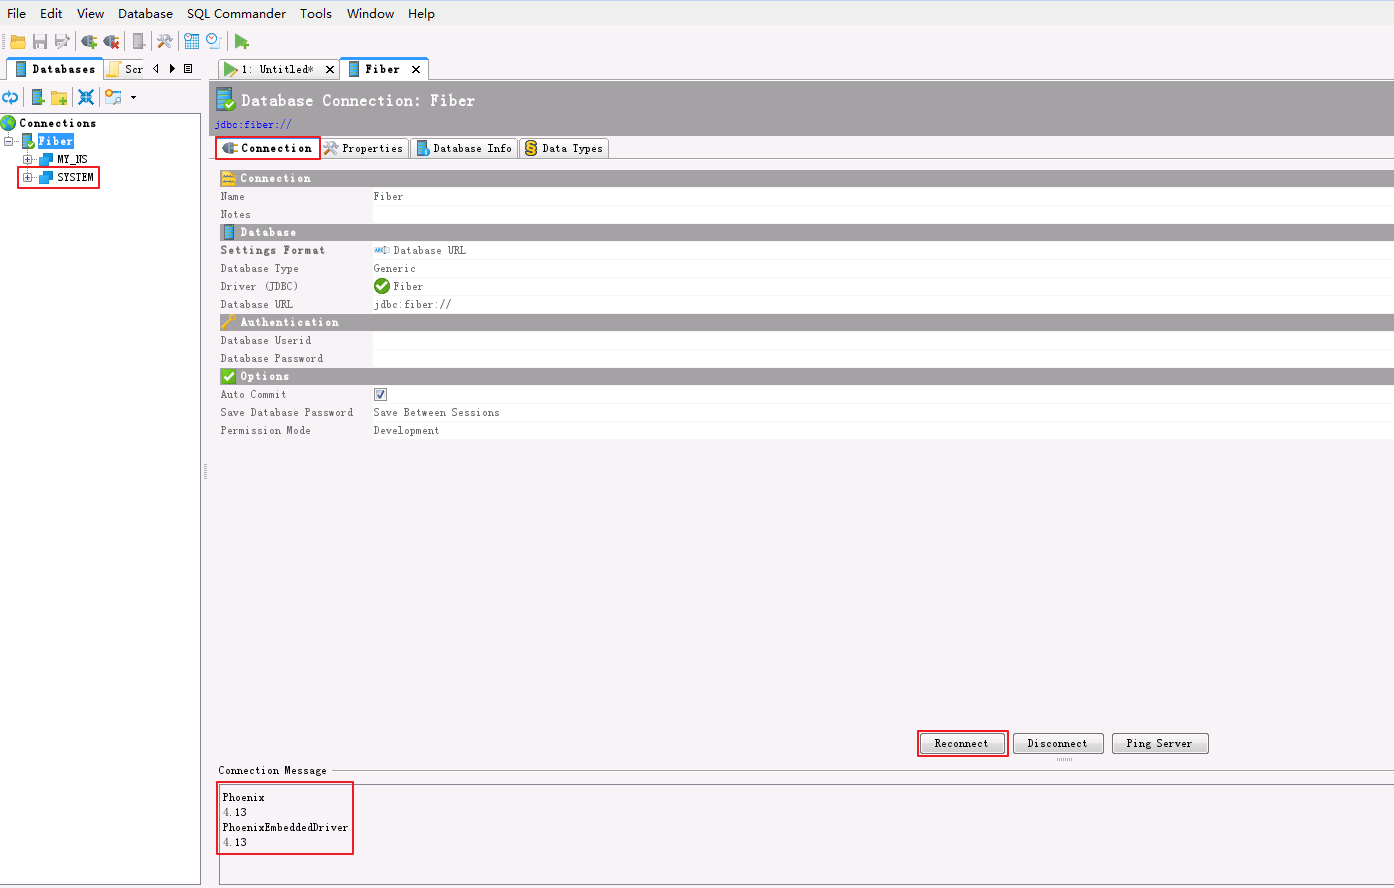 File Edit View Database SQL Commander Tools Window Help
Databases Scr 1: Untitled* Fiber
Connections
Fiber
MY_NS
SYSTEM
Database Connection: Fiber
jdbc:fiber://
Connection Properties Database Info Data Types
Connection
Name Fiber
Notes
Database
Settings Format Database URL
Database Type Generic
Driver (JDBC) Fiber
Database URL jdbc:fiber://
Authentication
Database Userid
Database Password
Options
Auto Commit
Save Database Password Save Between Sessions
Permission Mode Development
Reconnect Disconnect Ping Server
Connection Message
Phoenix
4.13
PhoenixEmbeddedDriver
4.13